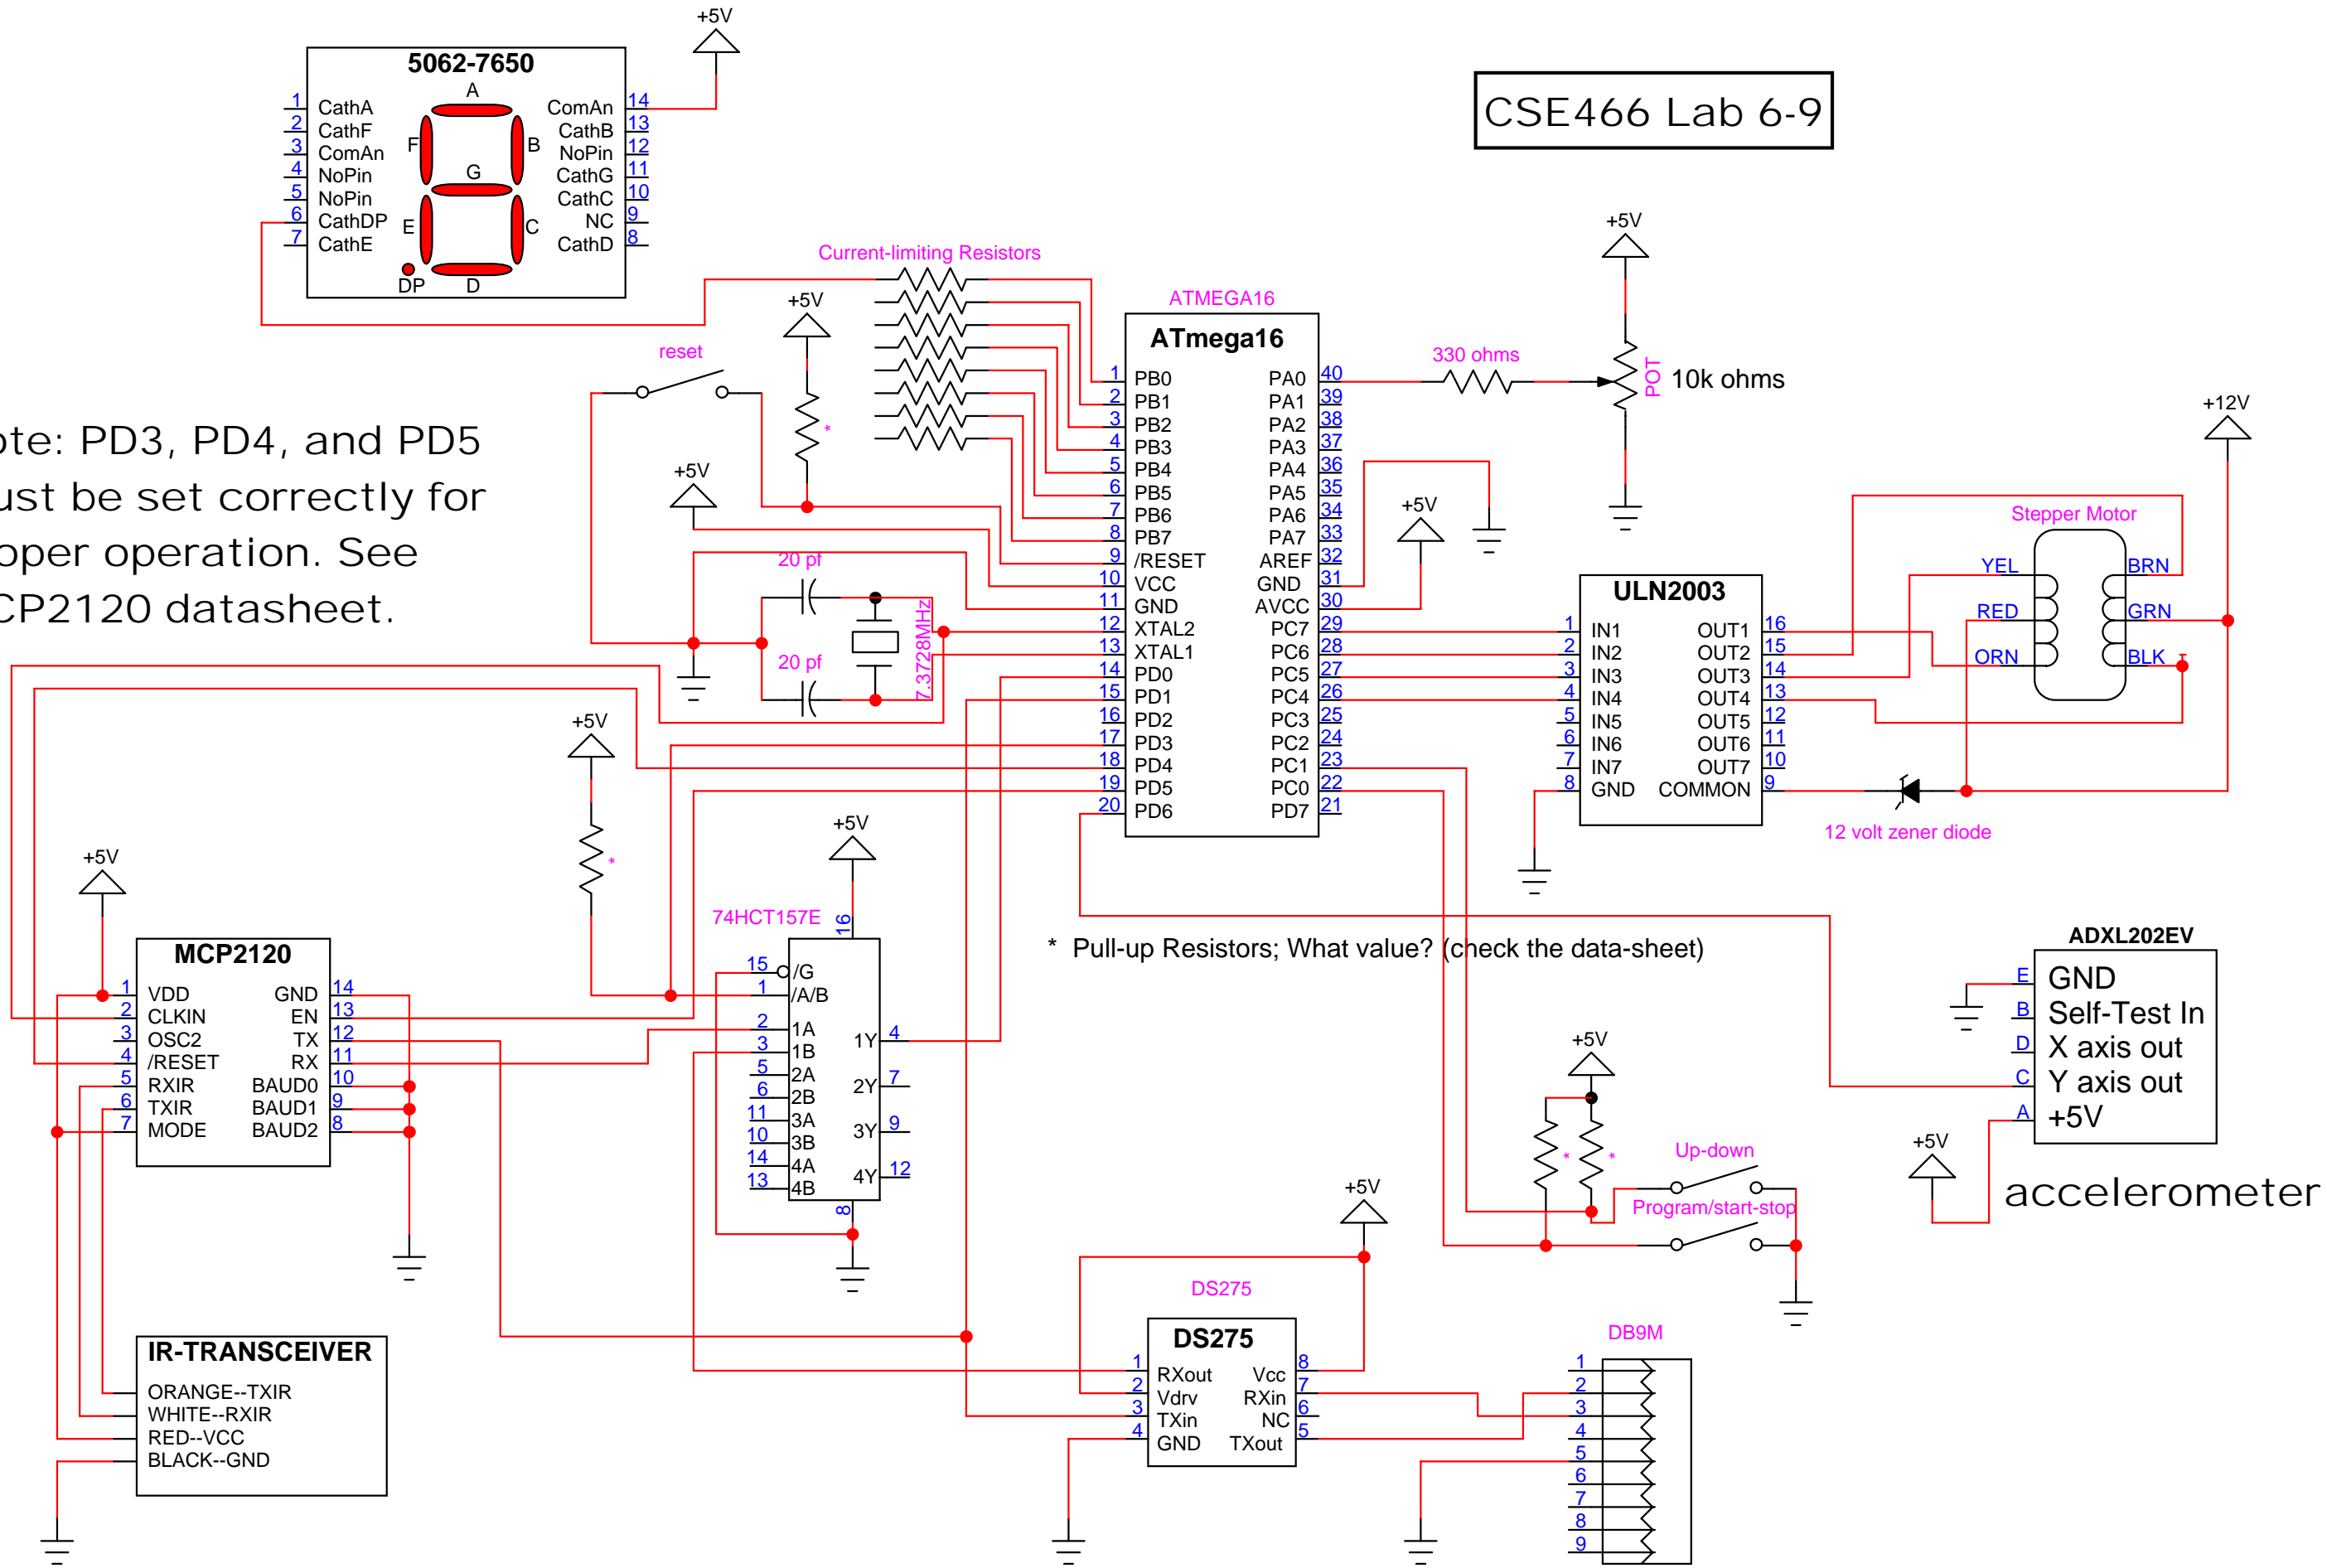 +5V
5062-7650
A
1 CathA ComAn 14
2 CathF CathB 13
3 ComAn F B NoPin 12
4 NoPin G CathG 11
5 NoPin CathC 10
6 CathDP E C NC 9
7 CathE CathD 8
DP D
CSE466 Lab 6-9
Current-limiting Resistors
+5V
reset
*
+5V
ote: PD3, PD4, and PD5
ust be set correctly for
oper operation. See
CP2120 datasheet.
20 pf
20 pf
7.3728MHz
ATMEGA16
ATmega16
1 PB0 PA0 40
2 PB1 PA1 39
3 PB2 PA2 38
4 PB3 PA3 37
5 PB4 PA4 36
6 PB5 PA5 35
7 PB6 PA6 34
8 PB7 PA7 33
9 /RESET AREF 32
10 VCC GND 31
11 GND AVCC 30
12 XTAL2 PC7 29
13 XTAL1 PC6 28
14 PD0 PC5 27
15 PD1 PC4 26
16 PD2 PC3 25
17 PD3 PC2 24
18 PD4 PC1 23
19 PD5 PC0 22
20 PD6 PD7 21
+5V
330 ohms
POT
10k ohms
+5V
+12V
Stepper Motor
YEL BRN
RED GRN
ORN BLK
ULN2003
1 IN1 OUT1 16
2 IN2 OUT2 15
3 IN3 OUT3 14
4 IN4 OUT4 13
5 IN5 OUT5 12
6 IN6 OUT6 11
7 IN7 OUT7 10
8 GND COMMON 9
12 volt zener diode
+5V
*
+5V
+5V
MCP2120
1 VDD GND 14
2 CLKIN EN 13
3 OSC2 TX 12
4 /RESET RX 11
5 RXIR BAUD0 10
6 TXIR BAUD1 9
7 MODE BAUD2 8
74HCT157E
16
15 /G
1 /A/B
2 1A
3 1B 1Y 4
5 2A
6 2B 2Y 7
11 3A
10 3B 3Y 9
14 4A
13 4B 4Y 12
8
* Pull-up Resistors; What value? (check the data-sheet)
ADXL202EV
E GND
B Self-Test In
D X axis out
C Y axis out
A +5V
+5V
accelerometer
+5V
* *
Up-down
Program/start-stop
+5V
DS275
DS275
1 RXout Vcc 8
2 Vdrv RXin 7
3 TXin NC 6
4 GND TXout 5
DB9M
1
2
3
4
5
6
7
8
9
IR-TRANSCEIVER
ORANGE--TXIR
WHITE--RXIR
RED--VCC
BLACK--GND